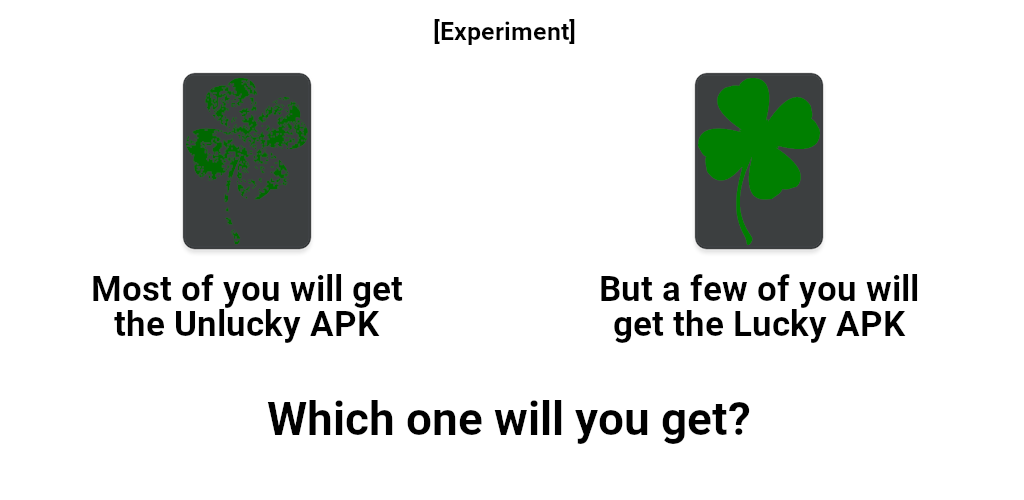 [Experiment]
Most of you will get
the Unlucky APK
But a few of you will
get the Lucky APK
Which one will you get?